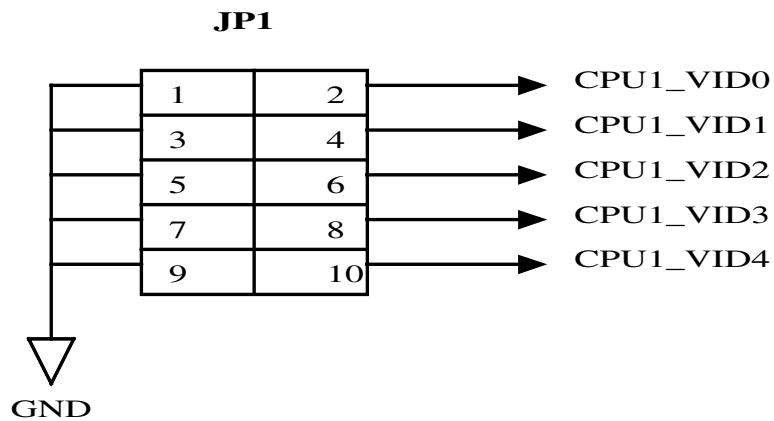 JP1
1 2 CPU1_VID0
3 4 CPU1_VID1
5 6 CPU1_VID2
7 8 CPU1_VID3
9 10 CPU1_VID4
GND